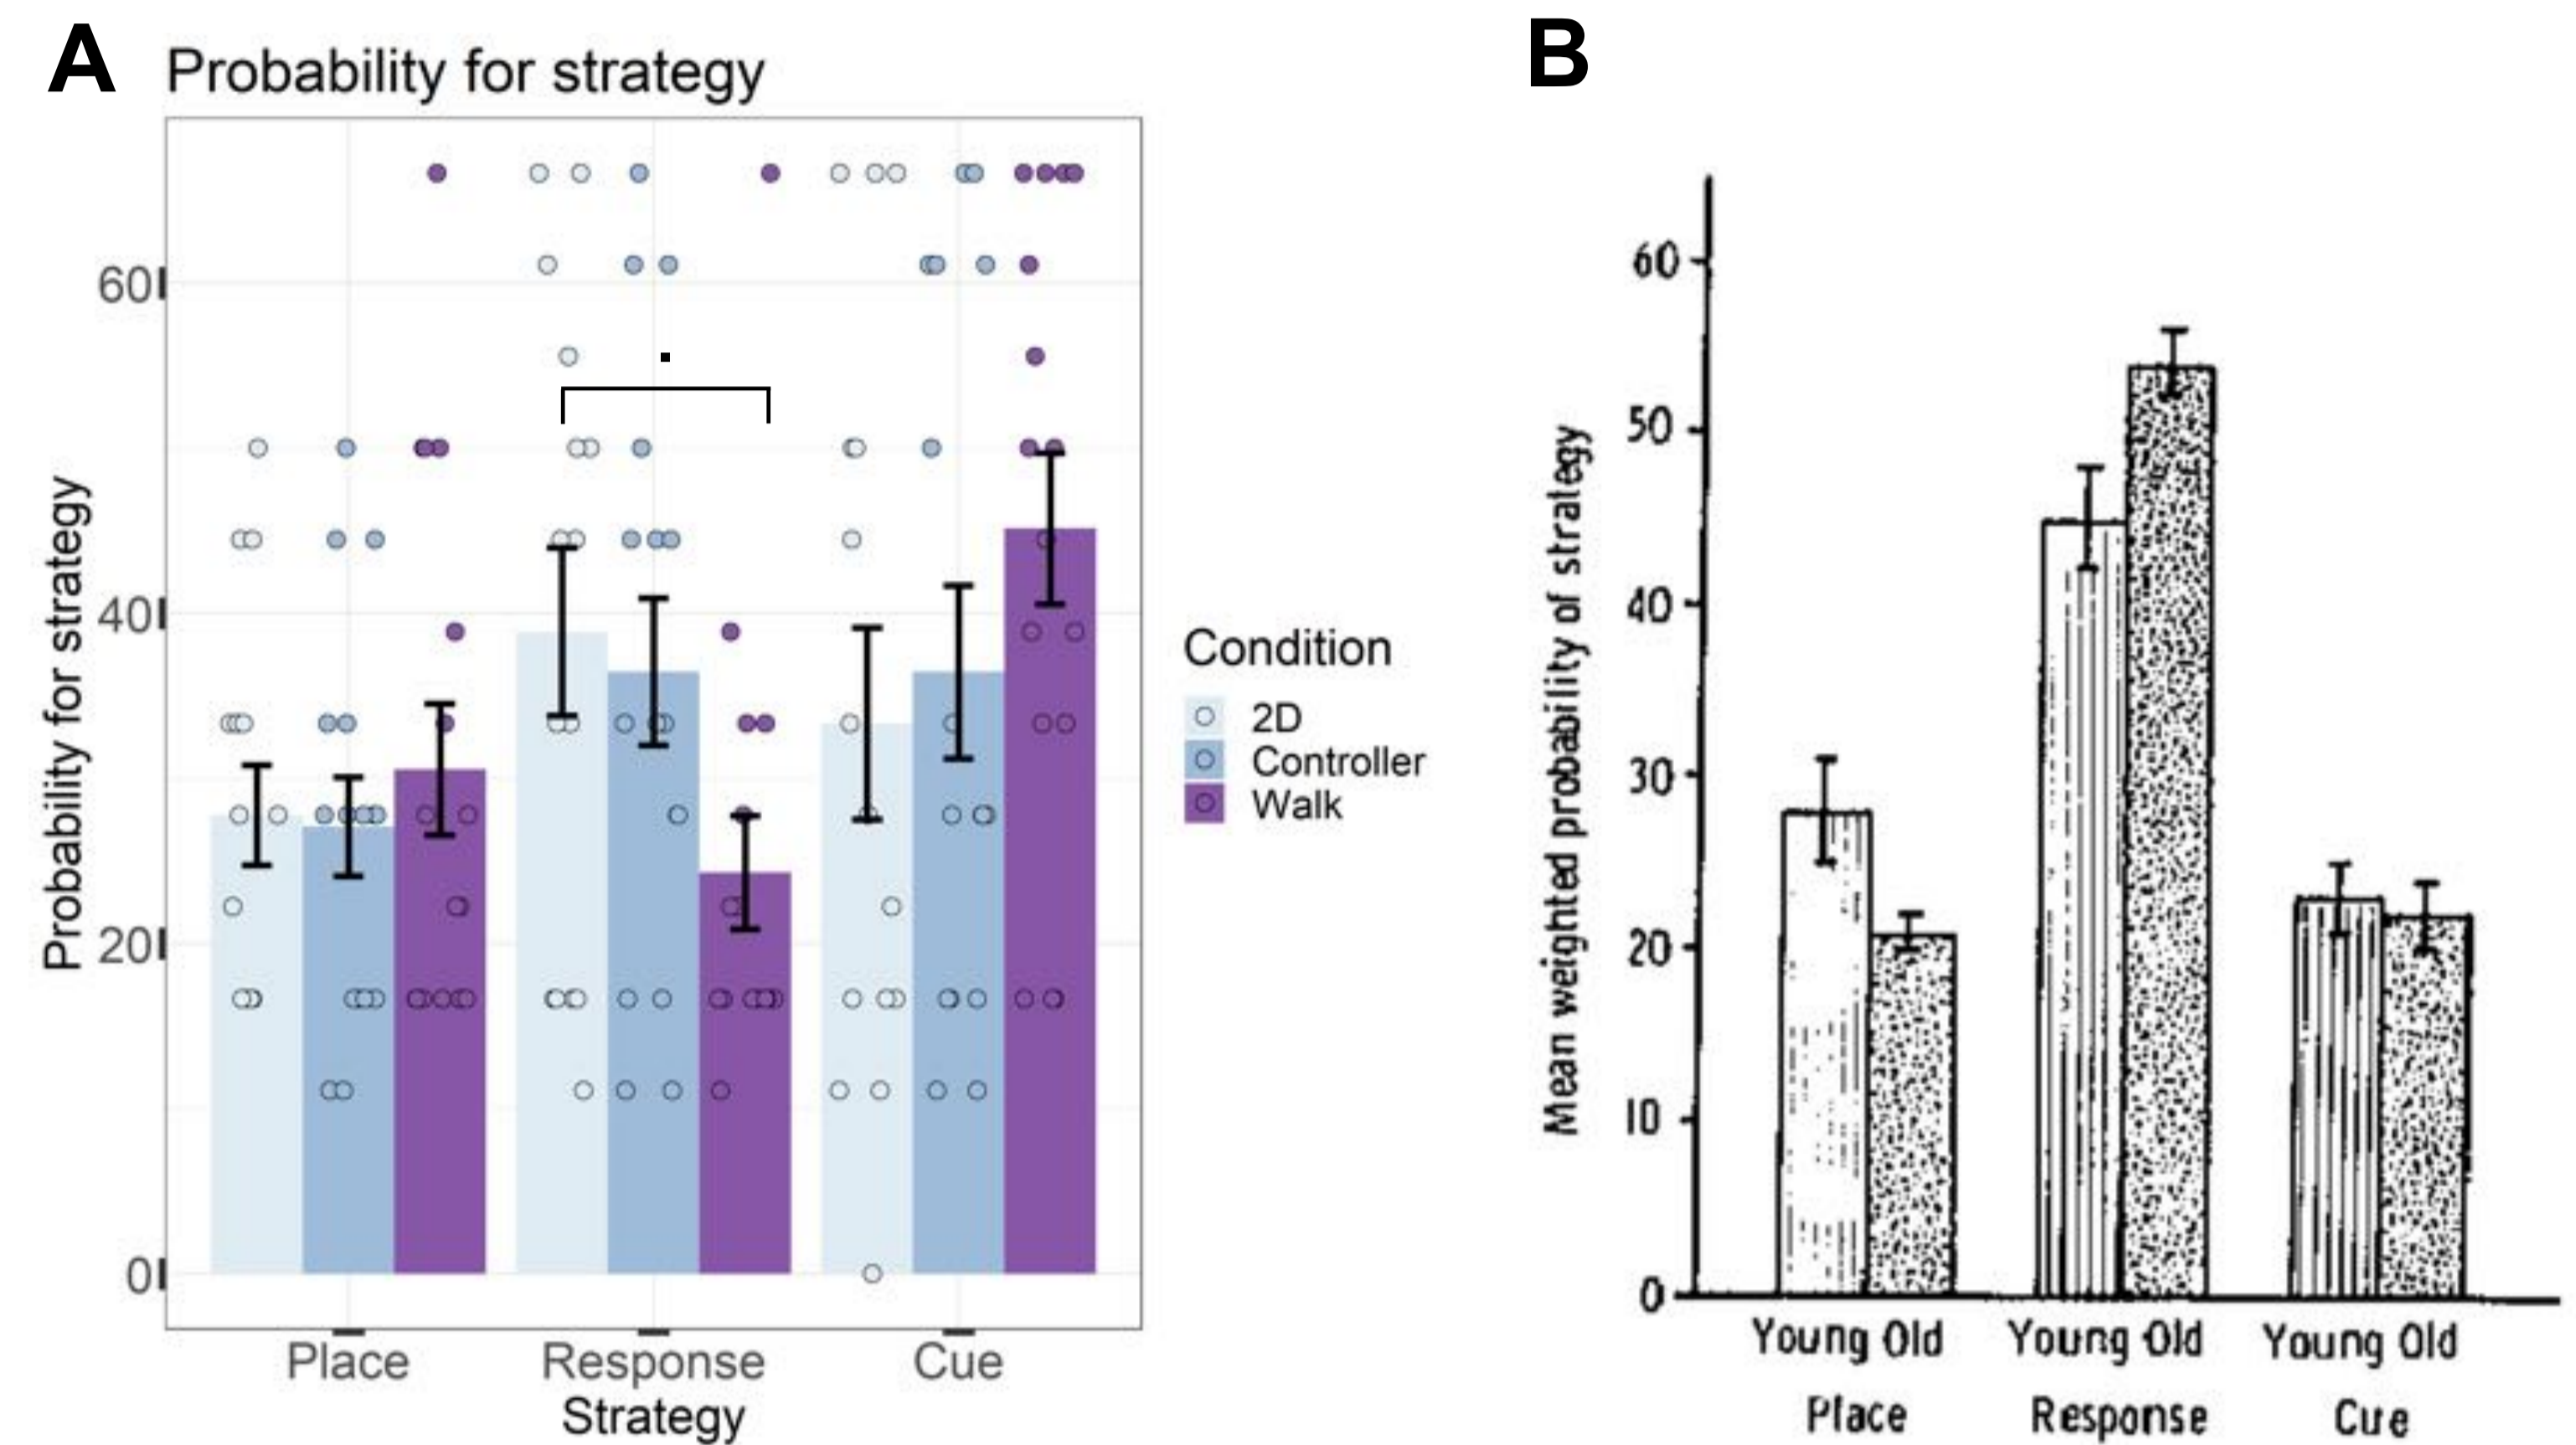 A
Probability for strategy
Probability for strategy
60
40
20
0
Place Response Cue
Strategy
Condition
2D
Controller
Walk
B
Mean weighted probability of strategy
60
50
40
30
20
10
0
Young Old Young Old Young Old
Place Response Cue